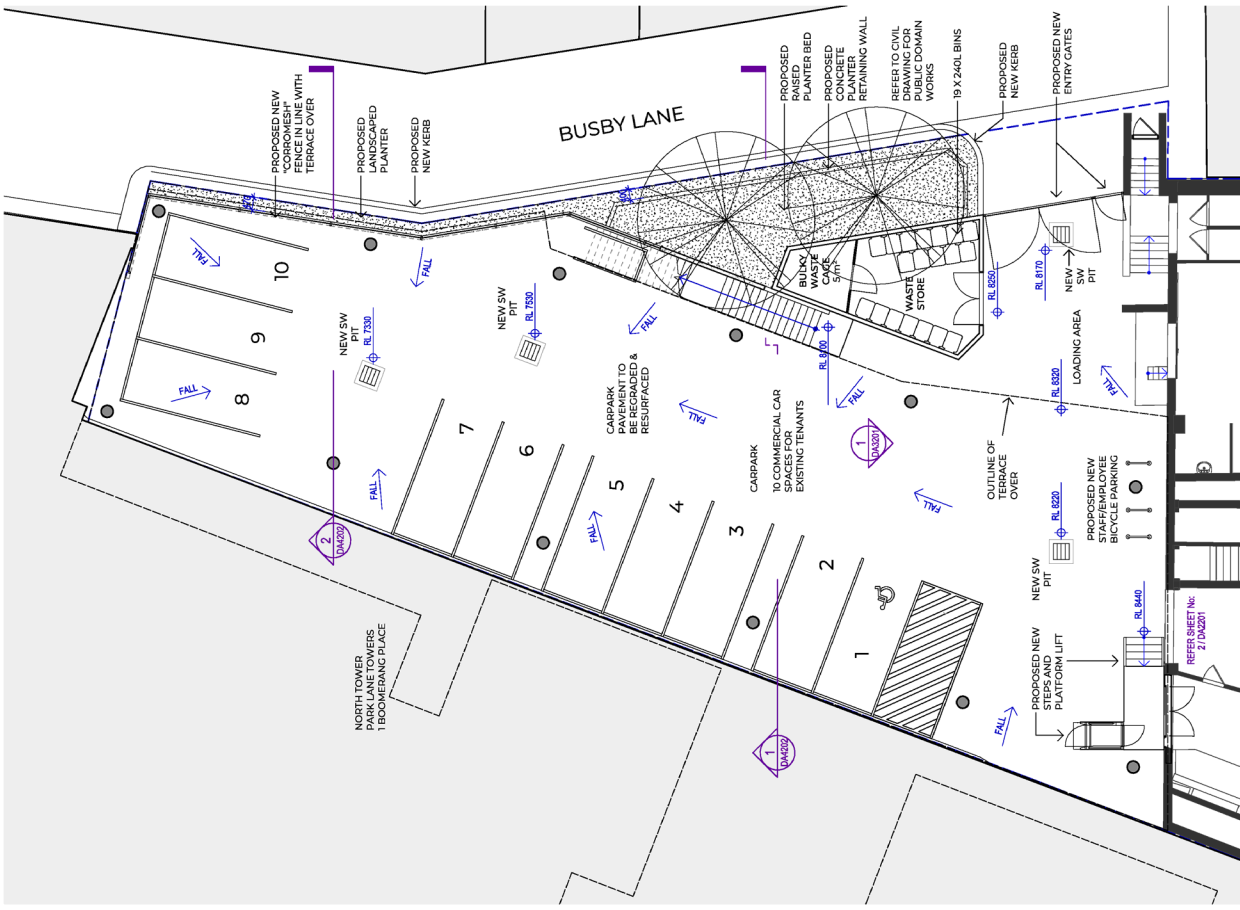 BUSBY LANE
PROPOSED NEW
"CORROMESH"
FENCE IN LINE WITH
TERRACE OVER
PROPOSED
LANDSCAPED
PLANTER
PROPOSED
NEW KERB
PROPOSED
RAISED
PLANTER BED
PROPOSED
CONCRETE
PLANTER
RETAINING WALL
REFER TO CIVIL
DRAWING FOR
PUBLIC DOMAIN
WORKS
19 X 240L BINS
PROPOSED
NEW KERB
PROPOSED NEW
ENTRY GATES
FALL
10
9
8
FALL
FALL
NEW SW
PIT
RL 7330
NEW SW
PIT
RL 7530
FALL
BULKY
WASTE
CAGE
WASTE
STORE
RL 8250
RL 8170
NEW
SW
PIT
RL 8100
LOADING AREA
RL 8320
FALL
FALL
FALL
CARPARK
PAVEMENT TO
BE REGRADED &
RESURFACED
CARPARK
10 COMMERCIAL CAR
SPACES FOR
EXISTING TENANTS
1
DA3201
OUTLINE OF
TERRACE
OVER
7
6
5
4
3
2
1
FALL
FALL
FALL
2
DA4202
RL 8220
NEW SW
PIT
PROPOSED NEW
STAFF/EMPLOYEE
BICYCLE PARKING
RL 8440
REFER SHEET No:
2 / DA2201
PROPOSED NEW
STEPS AND
PLATFORM LIFT
FALL
NORTH TOWER
PARK LANE TOWERS
1 BOOMERANG PLACE
1
DA4202